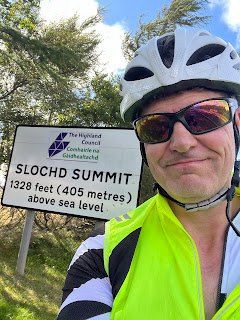 The Highland
Council
Comhairle na
Gàidhealtachd
SLOCHD SUMMIT
1328 feet (405 metres)
above sea level